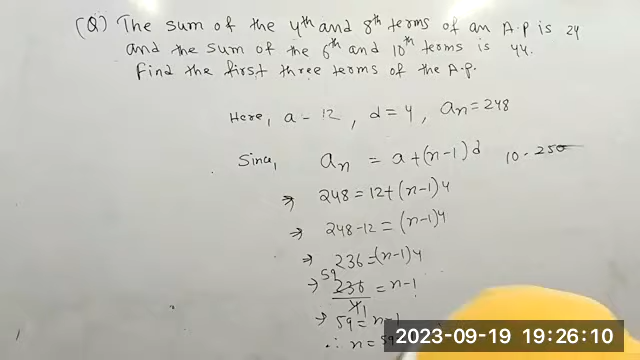 (Q) The sum of the 4th and 8th terms of an A.P is 24
and the sum of the 6th and 10th terms is 44.
Find the first three terms of the A.P.
Here, a - 12, d = 4, an = 248
Since, an = a + (n-1)d 10 - 250
⇒ 248 = 12 + (n-1)4
⇒ 248-12 = (n-1)4
⇒ 236 = (n-1)4
59
⇒ 236/4 = n-1
1
⇒ 59 = n-1
∴ n = 59
2023-09-19 19:26:10